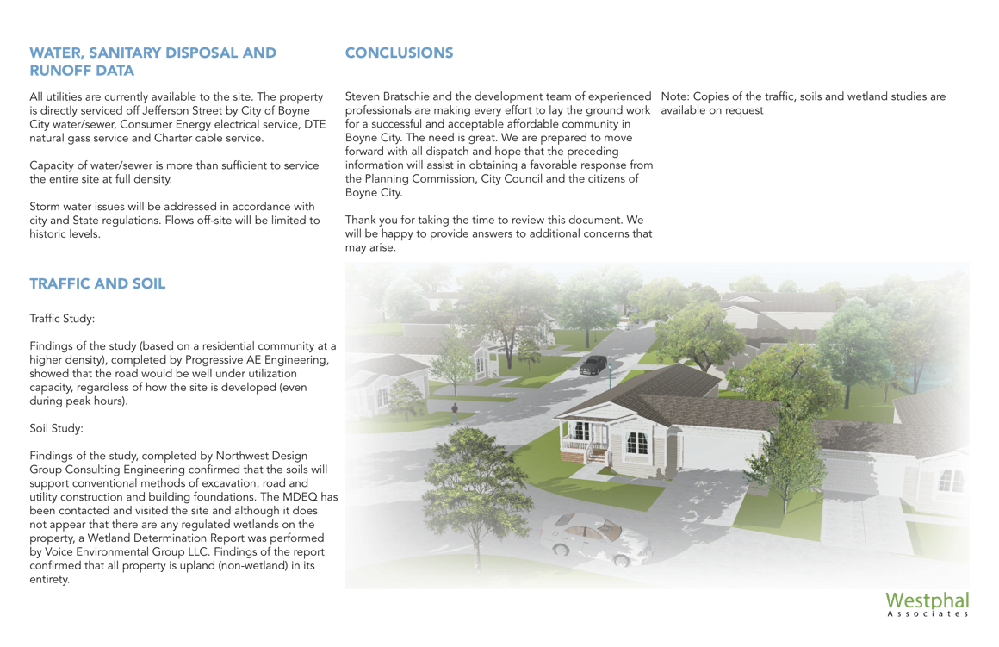 WATER, SANITARY DISPOSAL AND
RUNOFF DATA
All utilities are currently available to the site. The property
is directly serviced off Jefferson Street by City of Boyne
City water/sewer, Consumer Energy electrical service, DTE
natural gass service and Charter cable service.
Capacity of water/sewer is more than sufficient to service
the entire site at full density.
Storm water issues will be addressed in accordance with
city and State regulations. Flows off-site will be limited to
historic levels.
TRAFFIC AND SOIL
Traffic Study:
Findings of the study (based on a residential community at a
higher density), completed by Progressive AE Engineering,
showed that the road would be well under utilization
capacity, regardless of how the site is developed (even
during peak hours).
Soil Study:
Findings of the study, completed by Northwest Design
Group Consulting Engineering confirmed that the soils will
support conventional methods of excavation, road and
utility construction and building foundations. The MDEQ has
been contacted and visited the site and although it does
not appear that there are any regulated wetlands on the
property, a Wetland Determination Report was performed
by Voice Environmental Group LLC. Findings of the report
confirmed that all property is upland (non-wetland) in its
entirety.
CONCLUSIONS
Steven Bratschie and the development team of experienced
professionals are making every effort to lay the ground work
for a successful and acceptable affordable community in
Boyne City. The need is great. We are prepared to move
forward with all dispatch and hope that the preceding
information will assist in obtaining a favorable response from
the Planning Commission, City Council and the citizens of
Boyne City.
Thank you for taking the time to review this document. We
will be happy to provide answers to additional concerns that
may arise.
Note: Copies of the traffic, soils and wetland studies are
available on request
Westphal
Associates